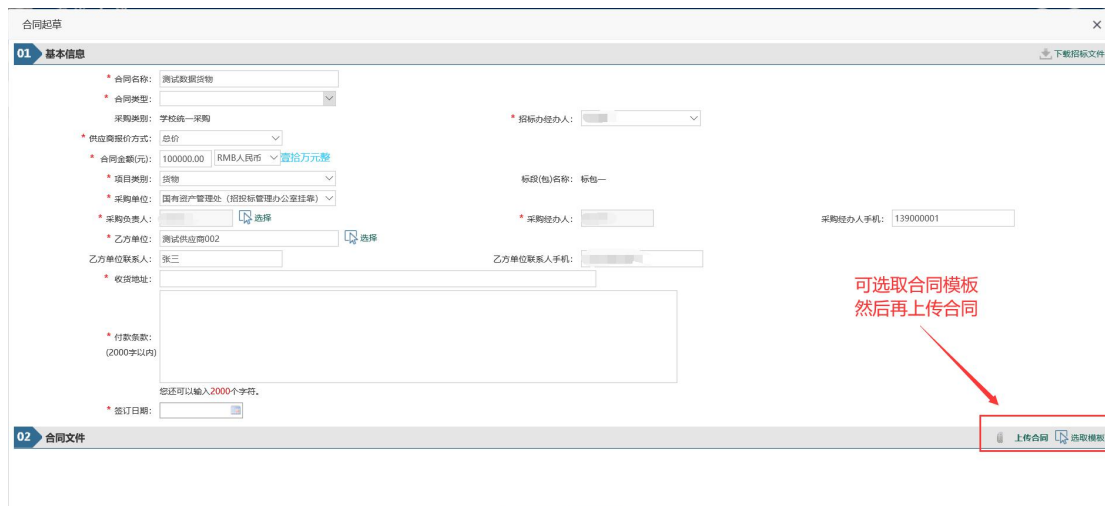 合同起草
×
01 基本信息 下载招标文件
* 合同名称: 测试数据货物
* 合同类型:
采购类别: 学校统一采购 * 招标办经办人:
* 供应商报价方式: 总价
* 合同金额(元): 100000.00 RMB人民币 壹拾万元整
* 项目类别: 货物 标段(包)名称: 标包一
* 采购单位: 国有资产管理处（招投标管理办公室挂靠）
* 采购负责人: 选择 * 采购经办人: 采购经办人手机: 139000001
* 乙方单位: 测试供应商002 选择
乙方单位联系人: 张三 乙方单位联系人手机:
* 收货地址:
可选取合同模板
然后再上传合同
* 付款条款:
(2000字以内)
您还可以输入2000个字符。
* 签订日期:
02 合同文件 上传合同 选取模板